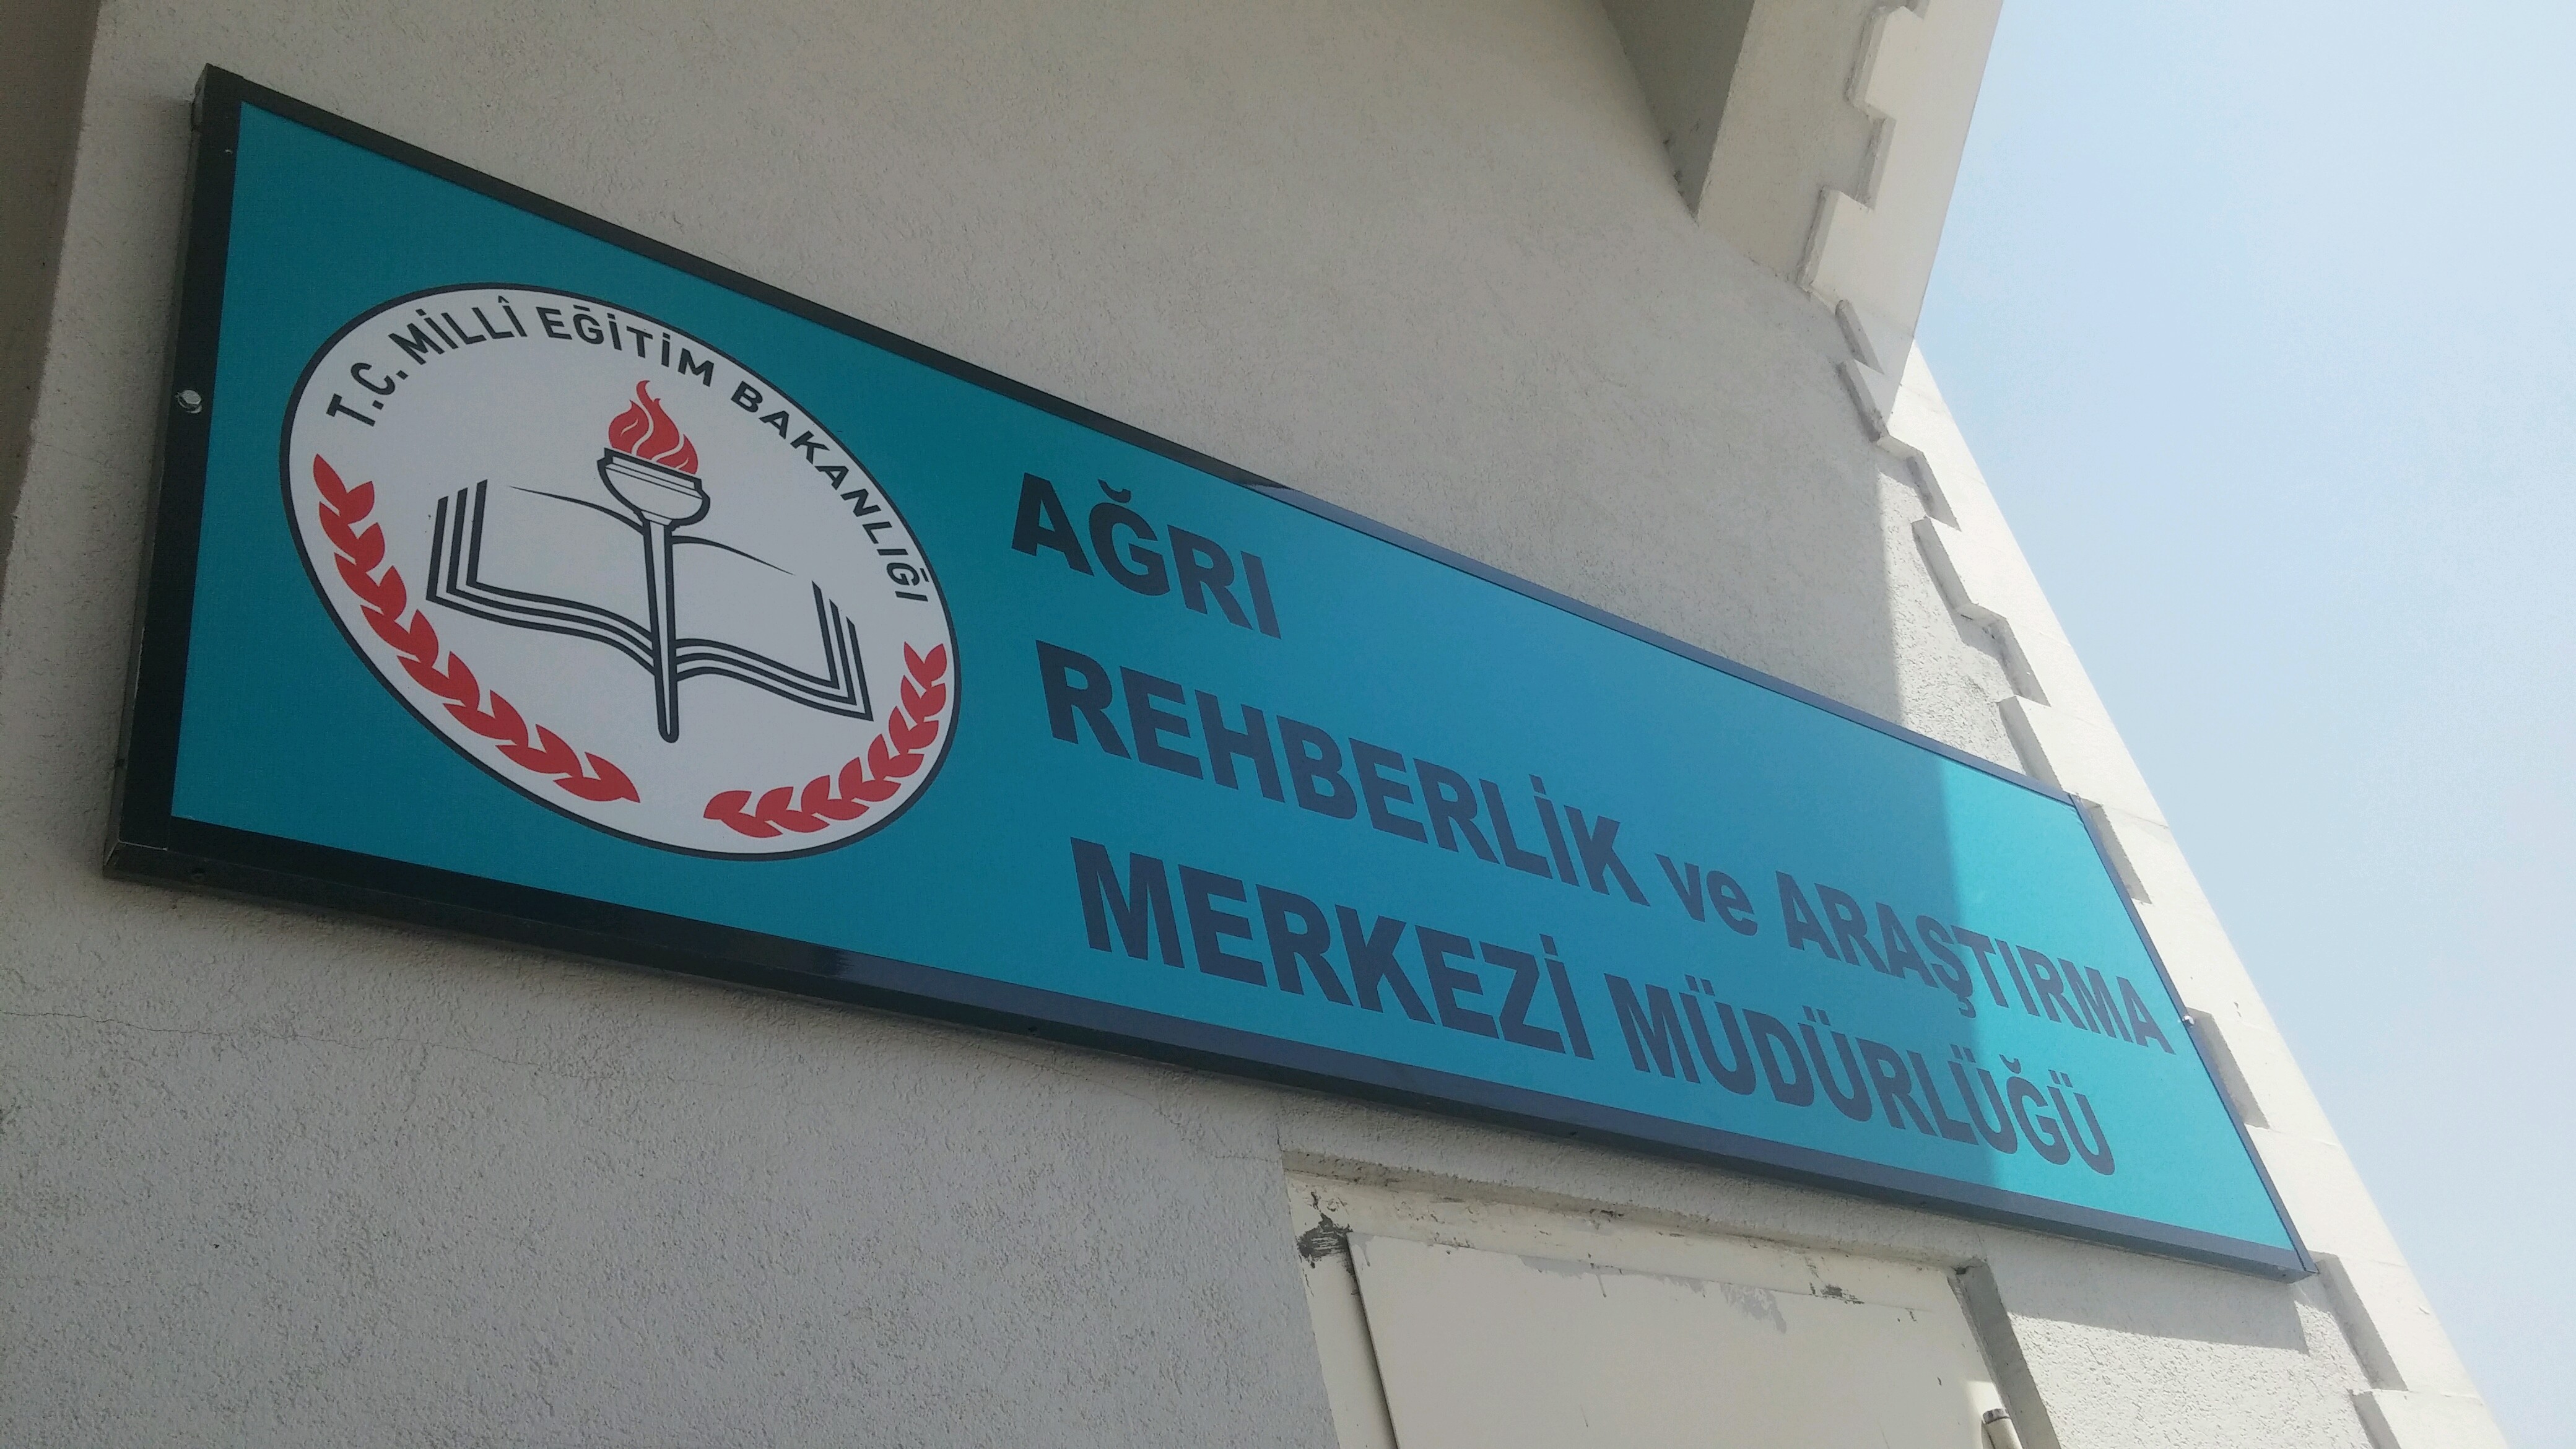 T.C. MİLLÎ EĞİTİM BAKANLIĞI
AĞRI
REHBERLİK ve ARAŞTIRMA
MERKEZİ MÜDÜRLÜĞÜ